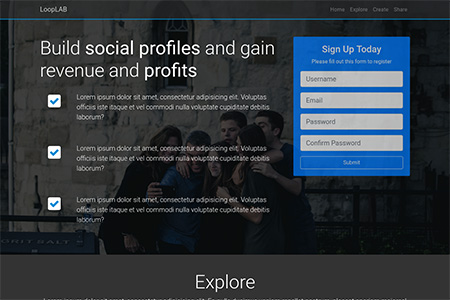 LoopLAB
Home Explore Create Share
Build social profiles and gain
revenue and profits
Lorem ipsum dolor sit amet, consectetur adipisicing elit. Voluptas
officiis iste itaque et vel commodi nulla voluptate cupiditate debitis
laborum?
Lorem ipsum dolor sit amet, consectetur adipisicing elit. Voluptas
officiis iste itaque et vel commodi nulla voluptate cupiditate debitis
laborum?
Lorem ipsum dolor sit amet, consectetur adipisicing elit. Voluptas
officiis iste itaque et vel commodi nulla voluptate cupiditate debitis
laborum?
Sign Up Today
Please fill out this form to register
Username
Email
Password
Confirm Password
Submit
SALT
Explore